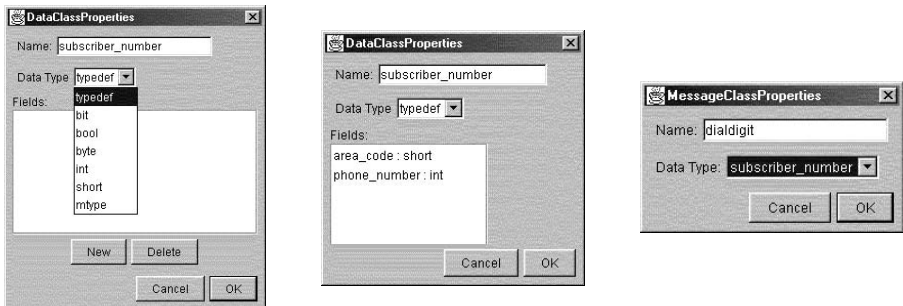 DataClassProperties
Name: subscriber_number
Data Type typedef
Fields:
typedef
bit
bool
byte
int
short
mtype
New Delete
Cancel OK
DataClassProperties
Name: subscriber_number
Data Type typedef
Fields:
area_code : short
phone_number : int
Cancel OK
MessageClassProperties
Name: dialdigit
Data Type: subscriber_number
Cancel OK